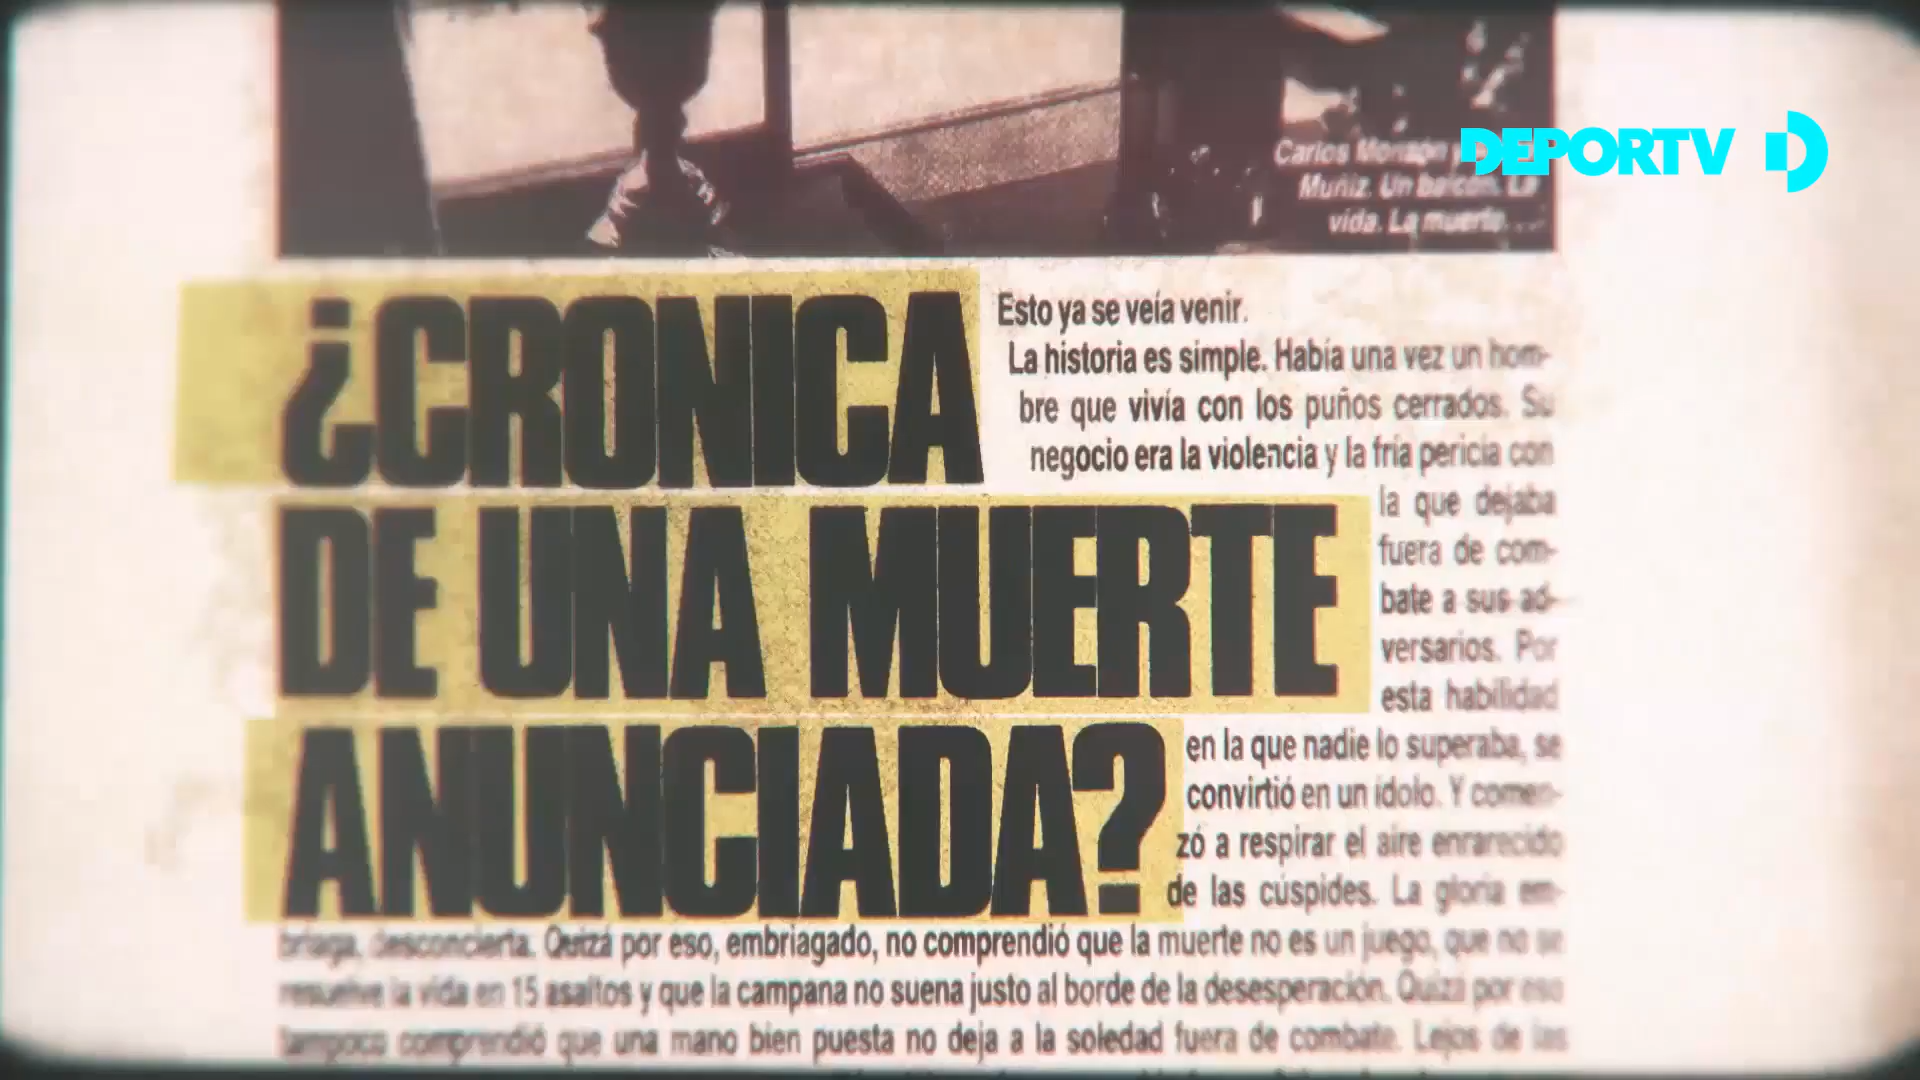 DEPORTV
Carlos Monzón
Muñiz. Un balcón. La
vida. La muerte...
¿CRONICA
DE UNA MUERTE
ANUNCIADA?
Esto ya se veía venir.
La historia es simple. Había una vez un hom-
bre que vivía con los puños cerrados. Su
negocio era la violencia y la fría pericia con
la que dejaba
fuera de com-
bate a sus ad-
versarios. Por
esta habilidad
en la que nadie lo superaba, se
convirtió en un ídolo. Y comen-
zó a respirar el aire enrarecido
de las cúspides. La gloria em-
briaga, desconcierta. Quizá por eso, embriagado, no comprendió que la muerte no es un juego, que no se
resuelve la vida en 15 asaltos y que la campana no suena justo al borde de la desesperación. Quizá por eso
tampoco comprendió que una mano bien puesta no deja a la soledad fuera de combate. Lejos de las